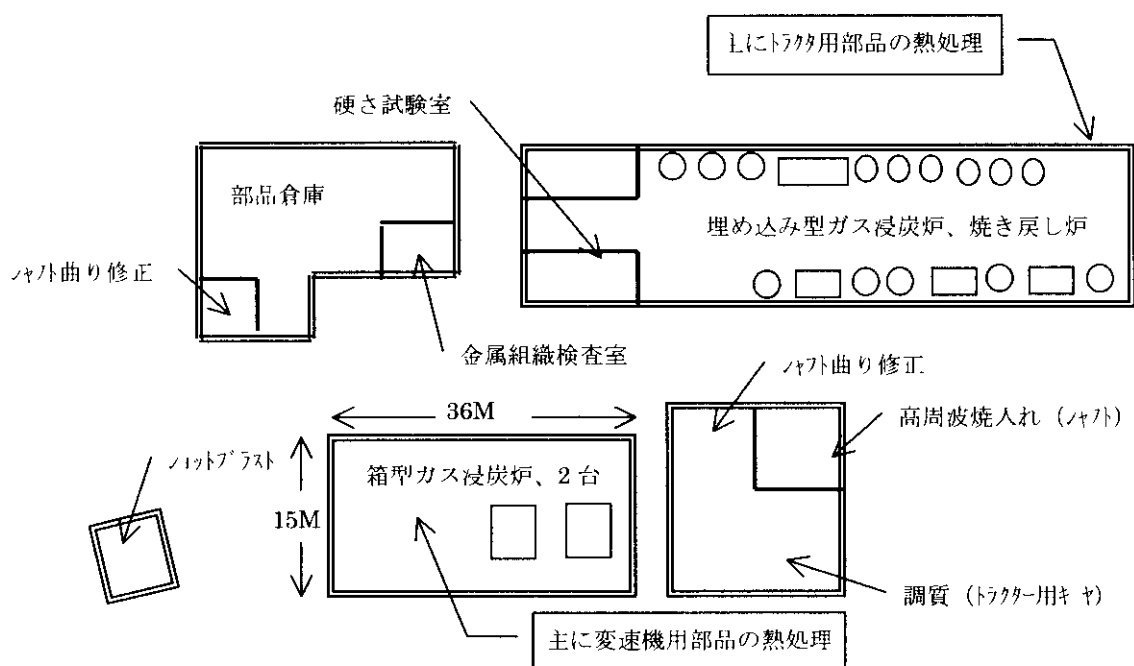 主にトラクタ用部品の熱処理
硬さ試験室
部品倉庫
埋め込み型ガス浸炭炉、焼き戻し炉
シャフト曲り修正
金属組織検査室
シャフト曲り修正
36M
高周波焼入れ（シャフト）
ショットブラスト
箱型ガス浸炭炉、2台
15M
調質（トラクター用キヤ）
主に変速機用部品の熱処理